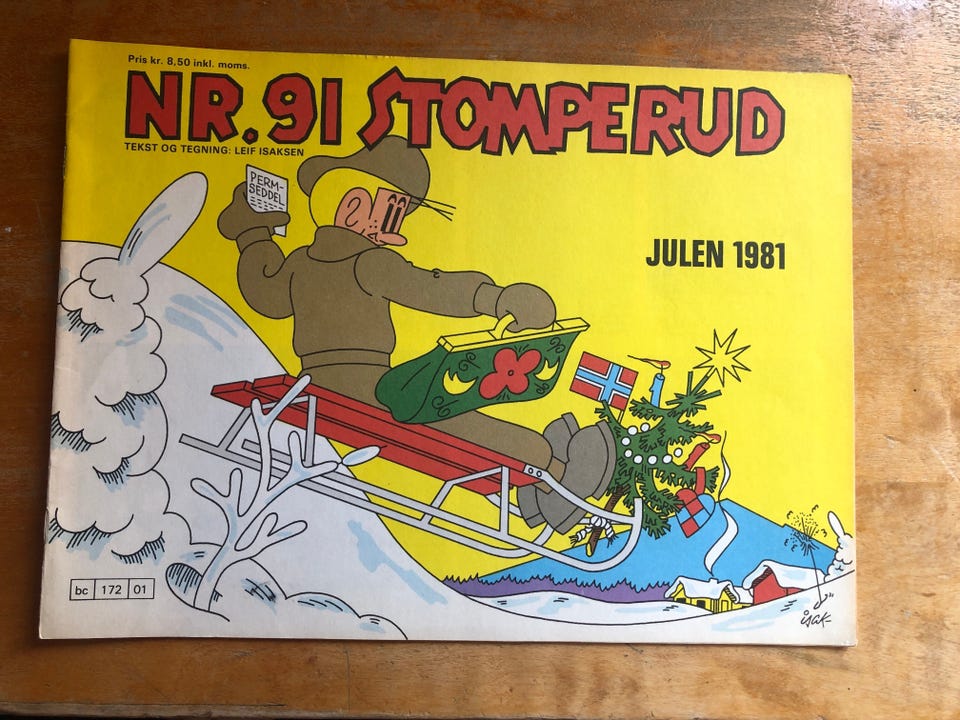 Pris kr. 8,50 inkl. moms.
NR. 91 STOMPERUD
TEKST OG TEGNING: LEIF ISAKSEN
PERM-
SEDDEL
JULEN 1981
bc 172 01
isak-